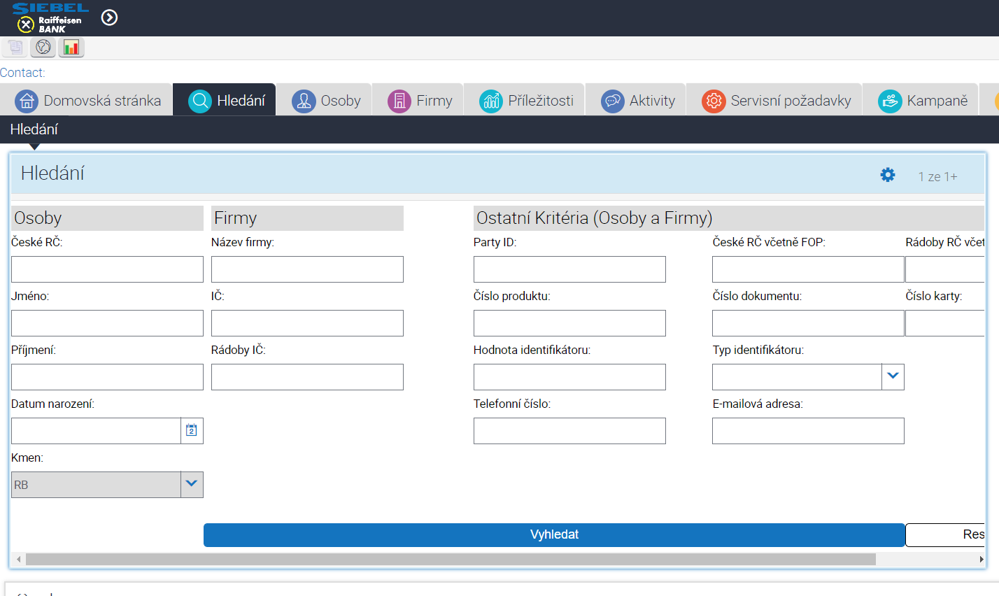 SIEBEL
Raiffeisen
BANK
Contact:
Domovská stránka
Hledání
Osoby
Firmy
Příležitosti
Aktivity
Servisní požadavky
Kampaně
Hledání
Hledání
1 ze 1+
Osoby
Firmy
Ostatní Kritéria (Osoby a Firmy)
České RČ:
Název firmy:
Party ID:
České RČ včetně FOP:
Rádoby RČ včet
Jméno:
IČ:
Číslo produktu:
Číslo dokumentu:
Číslo karty:
Příjmení:
Rádoby IČ:
Hodnota identifikátoru:
Typ identifikátoru:
Datum narození:
Telefonní číslo:
E-mailová adresa:
2
Kmen:
RB
Vyhledat
Res